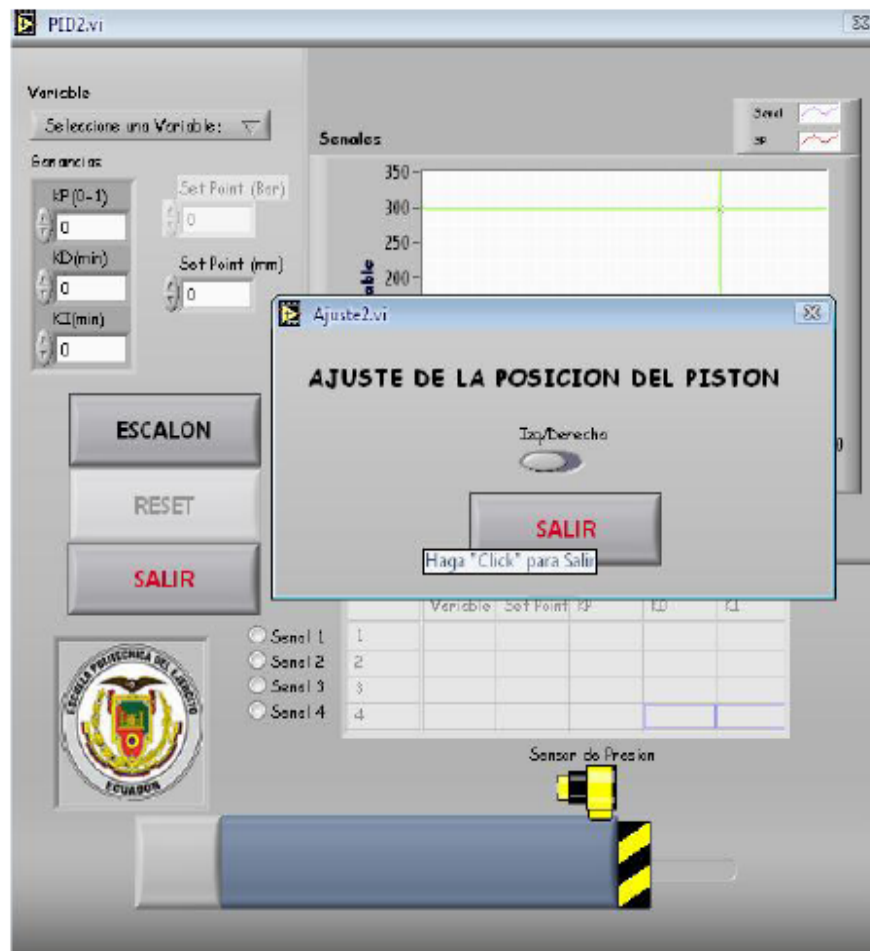 PID2.vi
Variable
Seleccione una Variable:
Ganancias
KP(0-1)
0
KD(min)
0
KI(min)
0
Set Point (Bar)
0
Set Point (mm)
0
Senales
Senal
SP
350
300
250
200
able
0
ESCALON
RESET
SALIR
Ajuste2.vi
AJUSTE DE LA POSICION DEL PISTON
Izq/Derecha
SALIR
Haga "Click" para Salir
Variable Set Point KP KD KI
Senal 1 1
Senal 2 2
Senal 3 3
Senal 4 4
ESCUELA POLITECNICA DEL EJERCITO
ECUADOR
Sensor de Presion